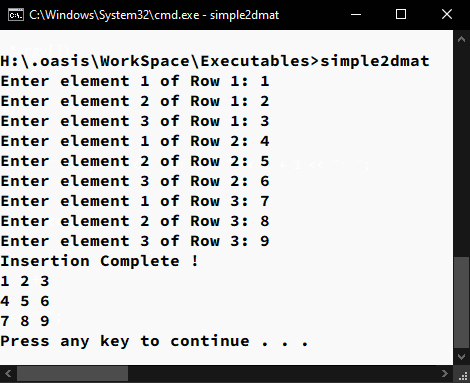 C:\Windows\System32\cmd.exe - simple2dmat
H:\.oasis\WorkSpace\Executables>simple2dmat
Enter element 1 of Row 1: 1
Enter element 2 of Row 1: 2
Enter element 3 of Row 1: 3
Enter element 1 of Row 2: 4
Enter element 2 of Row 2: 5
Enter element 3 of Row 2: 6
Enter element 1 of Row 3: 7
Enter element 2 of Row 3: 8
Enter element 3 of Row 3: 9
Insertion Complete !
1 2 3
4 5 6
7 8 9
Press any key to continue . . .